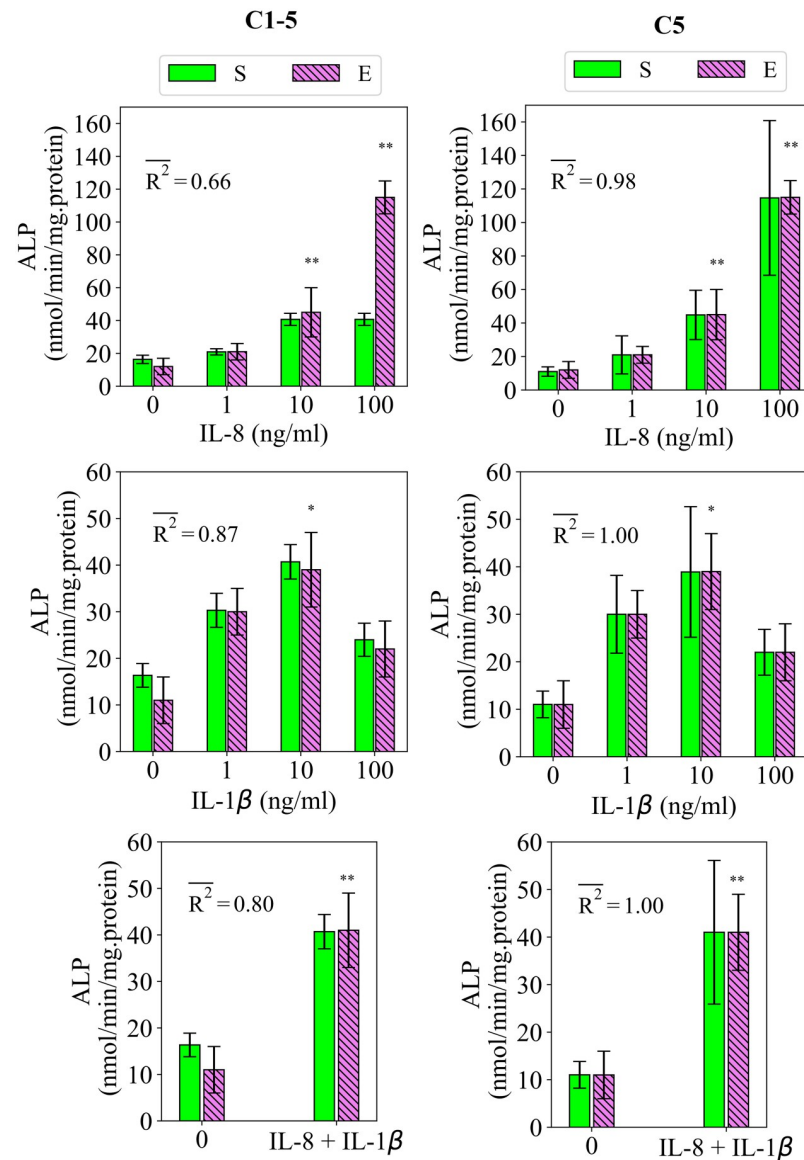 C1-5
C5
S E
S E
160
140
120
100
80
60
40
20
0
ALP
(nmol/min/mg.protein)
R² = 0.66
**
**
0 1 10 100
IL-8 (ng/ml)
160
140
120
100
80
60
40
20
0
ALP
(nmol/min/mg.protein)
R² = 0.98
**
**
0 1 10 100
IL-8 (ng/ml)
60
50
40
30
20
10
0
ALP
(nmol/min/mg.protein)
R² = 0.87
*
0 1 10 100
IL-1β (ng/ml)
60
50
40
30
20
10
0
ALP
(nmol/min/mg.protein)
R² = 1.00
*
0 1 10 100
IL-1β (ng/ml)
60
50
40
30
20
10
0
ALP
(nmol/min/mg.protein)
R² = 0.80
**
0 IL-8 + IL-1β
60
50
40
30
20
10
0
ALP
(nmol/min/mg.protein)
R² = 1.00
**
0 IL-8 + IL-1β